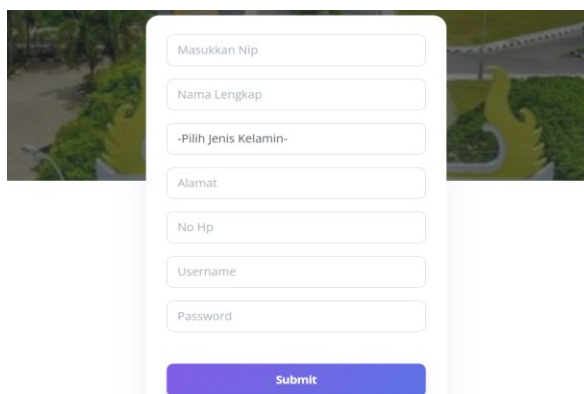 Masukkan Nip
Nama Lengkap
-Pilih Jenis Kelamin-
Alamat
No Hp
Username
Password
Submit